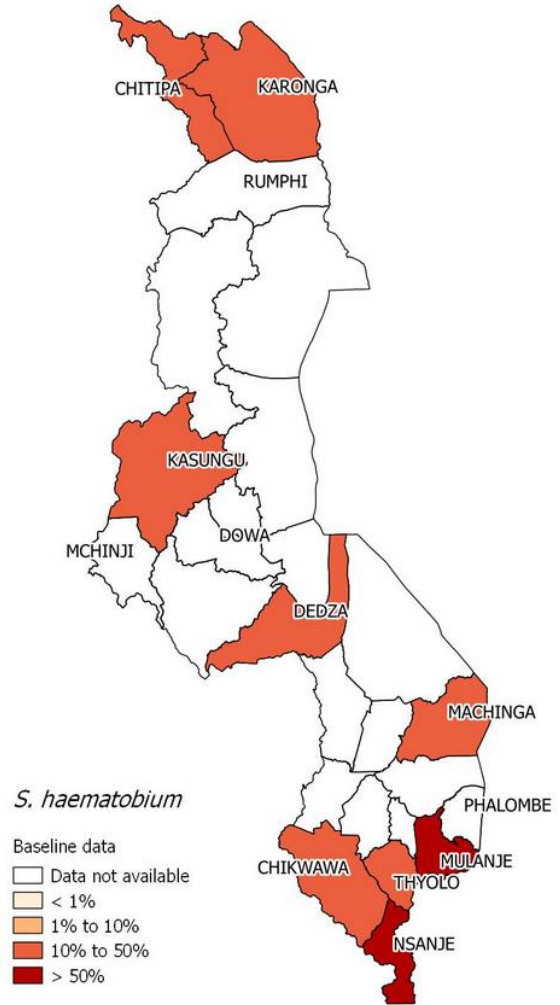 CHITIPA
KARONGA
RUMPHI
KASUNGU
DOWA
MCHINJI
DEDZA
MACHINGA
PHALOMBE
MULANJE
CHIKWAWA
THYOLO
NSANJE
S. haematobium
Baseline data
Data not available
< 1%
1% to 10%
10% to 50%
> 50%